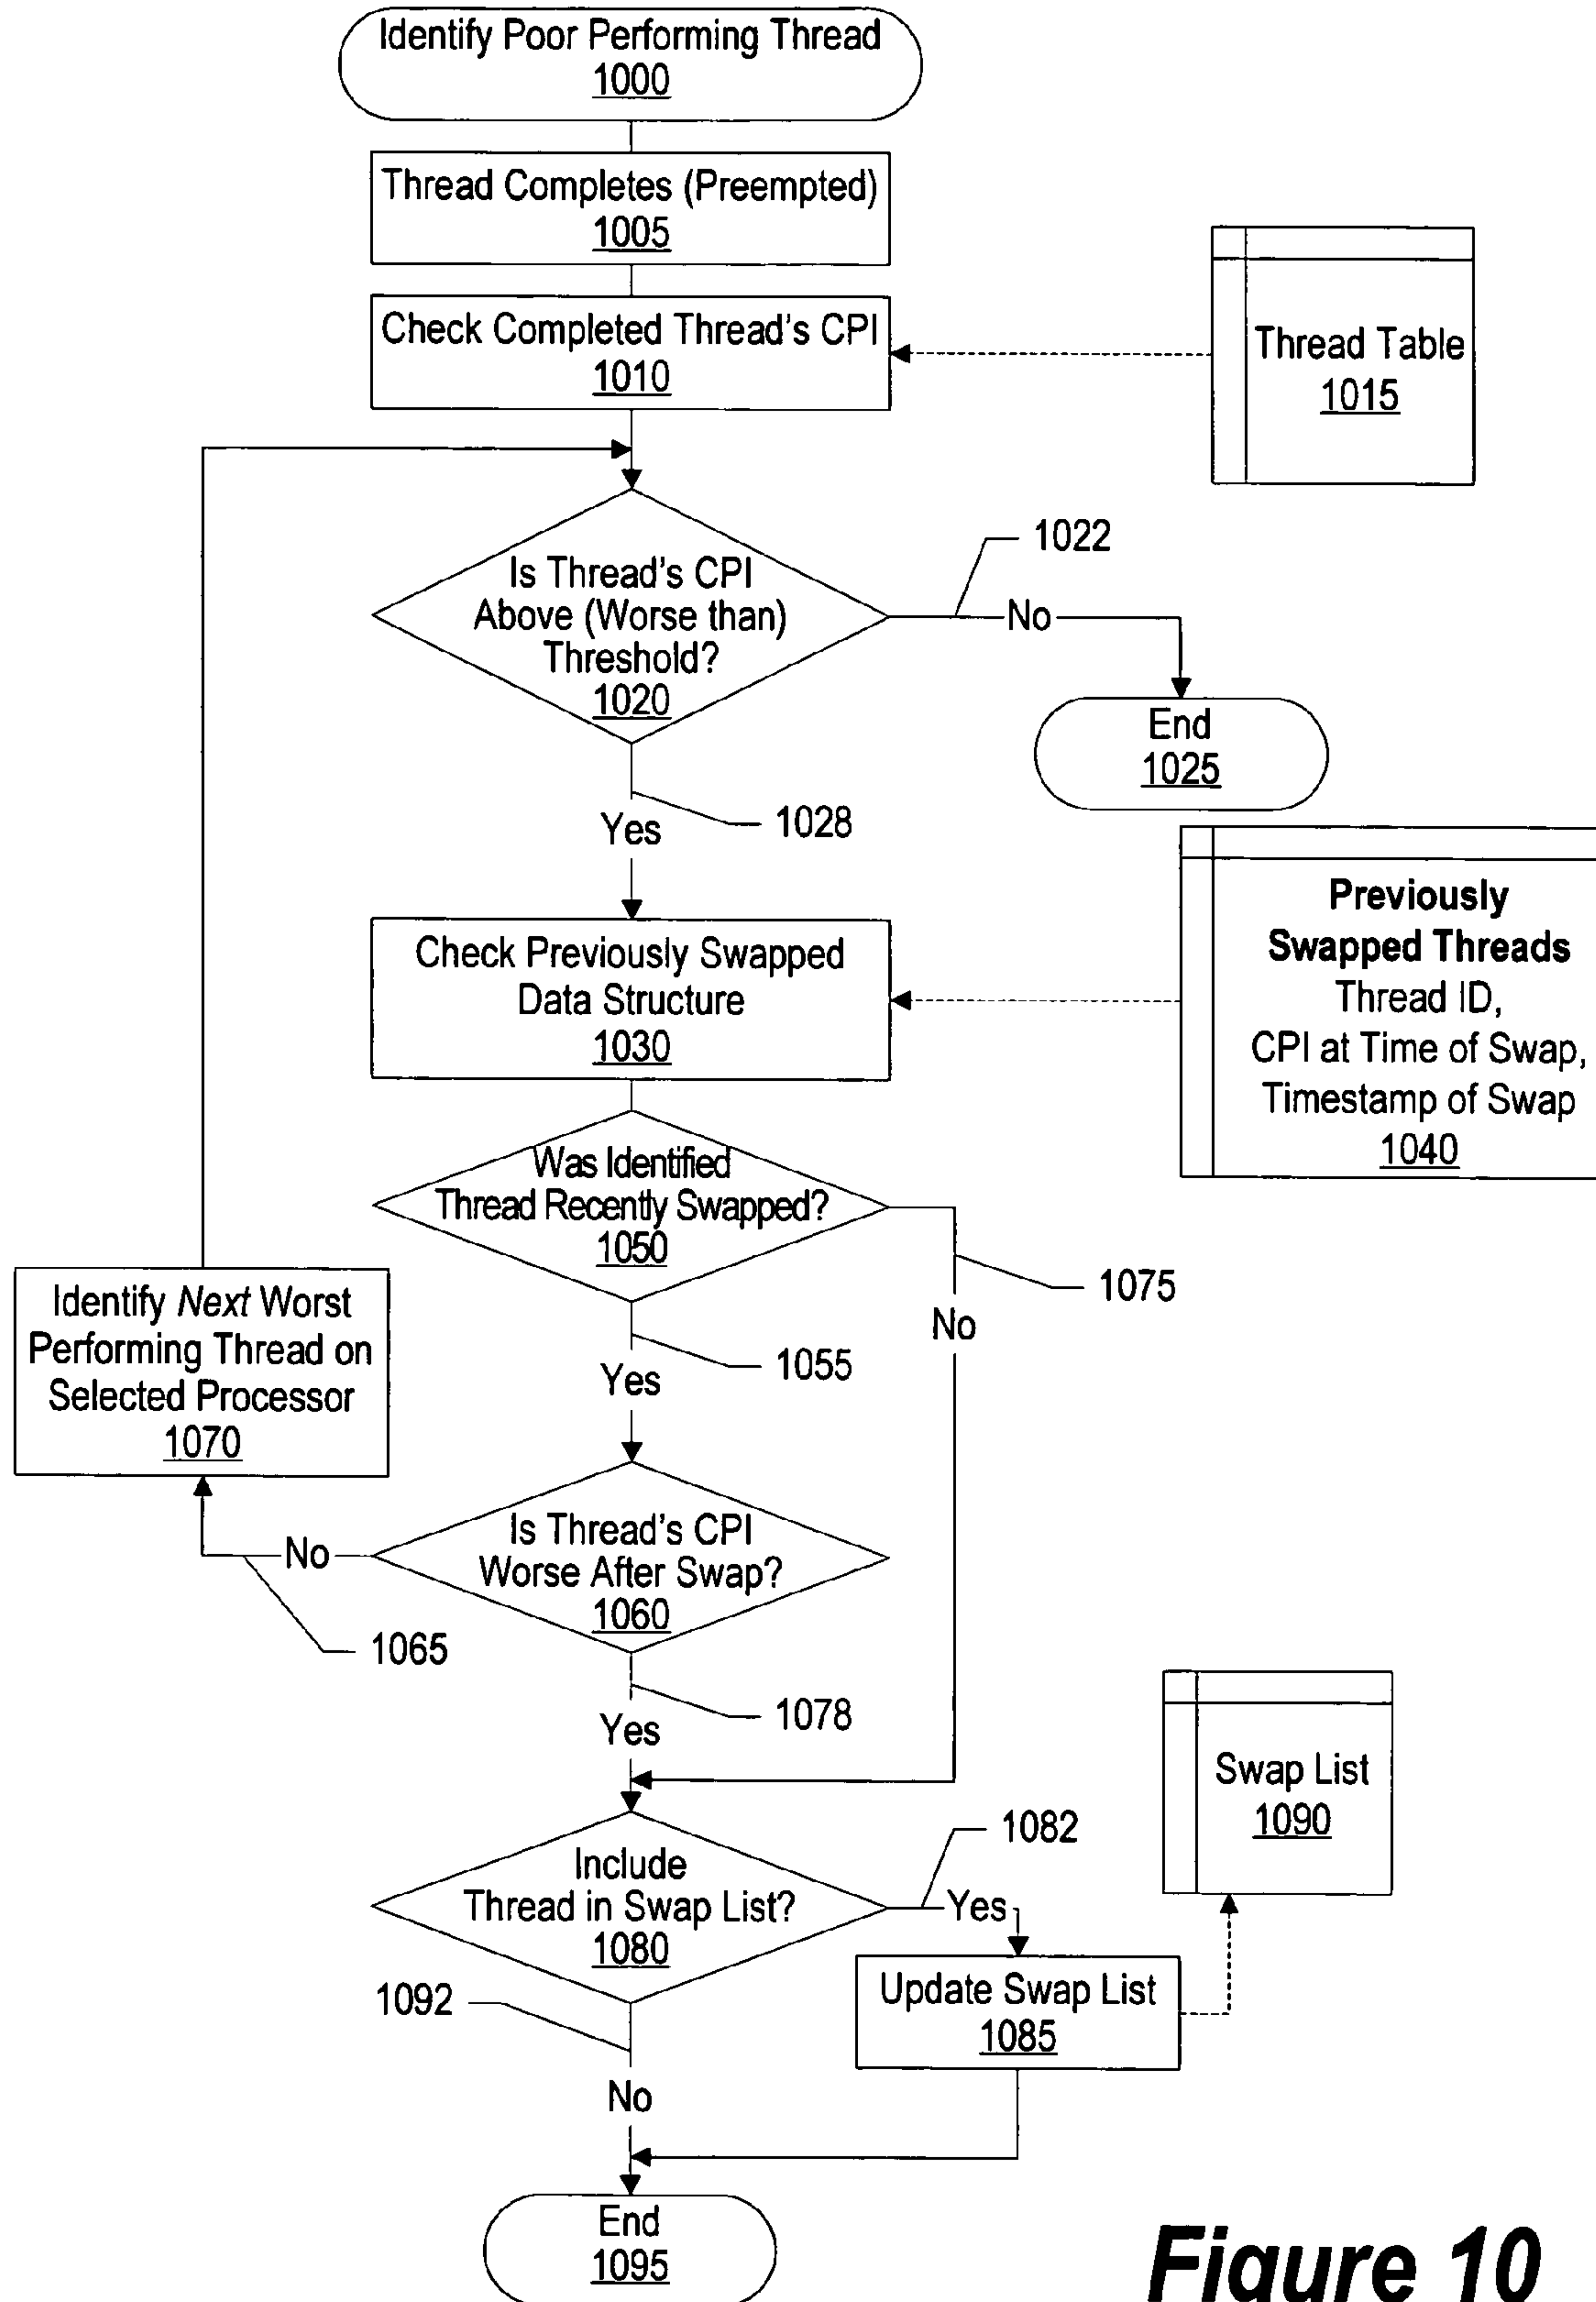 Identify Poor Performing Thread
1000
Thread Completes (Preempted)
1005
Check Completed Thread's CPI
1010
Thread Table
1015
Is Thread's CPI
Above (Worse than)
Threshold?
1020
1022
No
End
1025
1028
Yes
Check Previously Swapped
Data Structure
1030
Previously
Swapped Threads
Thread ID,
CPI at Time of Swap,
Timestamp of Swap
1040
Was Identified
Thread Recently Swapped?
1050
1075
No
1055
Yes
Identify Next Worst
Performing Thread on
Selected Processor
1070
Is Thread's CPI
Worse After Swap?
1060
No
1065
1078
Yes
Swap List
1090
Include
Thread in Swap List?
1080
1082
Yes
Update Swap List
1085
1092
No
End
1095
Figure 10